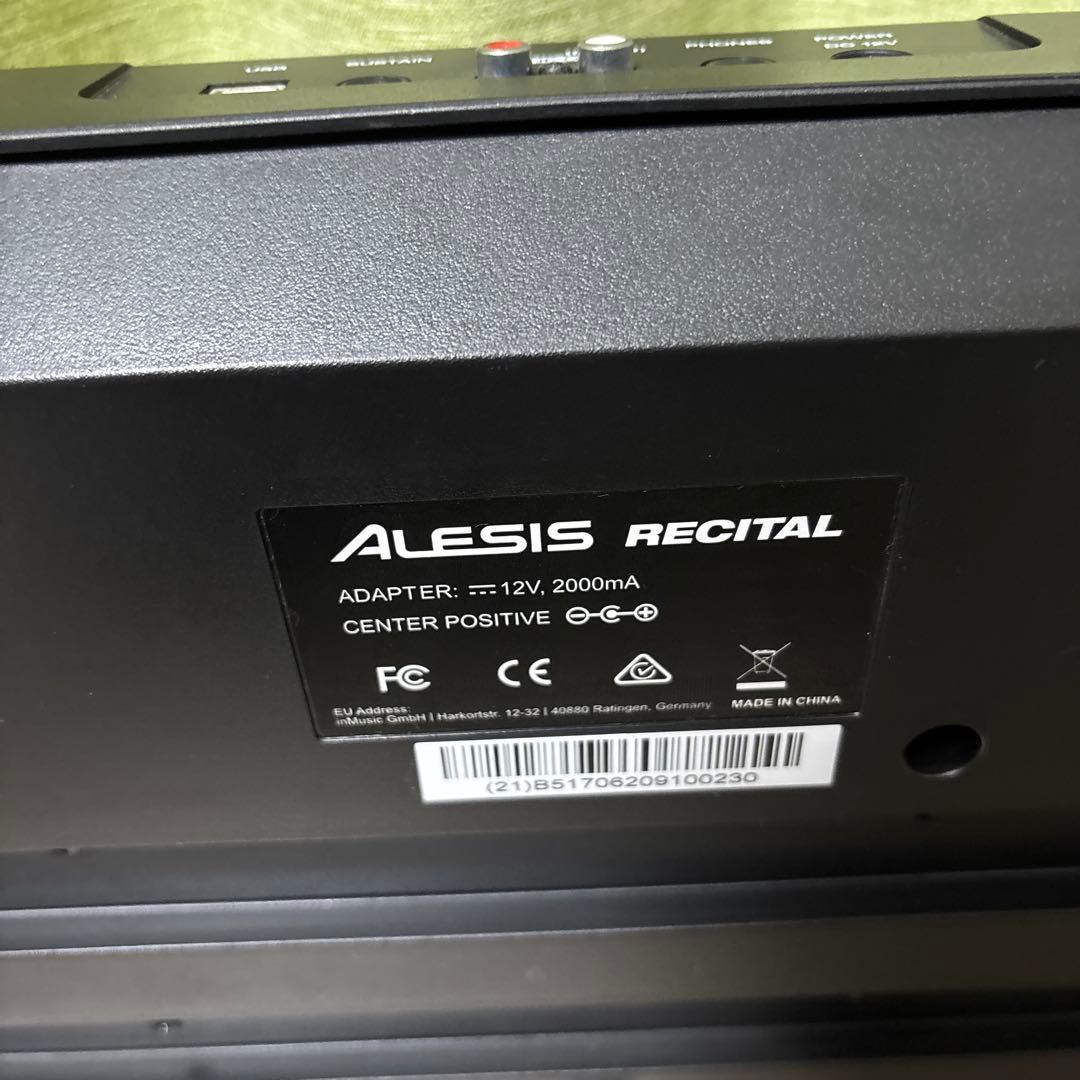 USB
SUSTAIN
PHONES
POWER
DC 12V
ALESIS RECITAL
ADAPTER: 12V, 2000mA
CENTER POSITIVE
FC CE
EU Address:
inMusic GmbH | Harkortstr. 12-32 | 40880 Ratingen, Germany
MADE IN CHINA
(21)B51706209100230